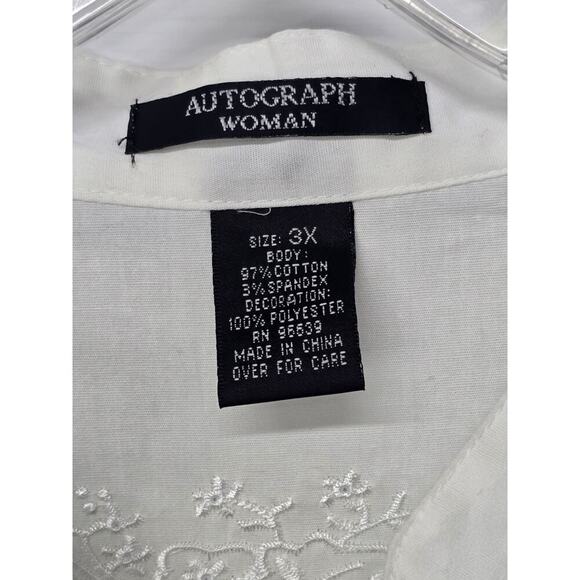 AUTOGRAPH
WOMAN
SIZE: 3X
BODY:
97% COTTON
3% SPANDEX
DECORATION:
100% POLYESTER
RN 96639
MADE IN CHINA
OVER FOR CARE